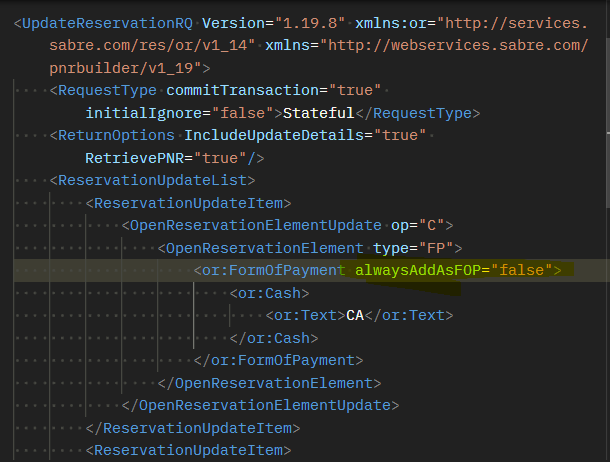 <UpdateReservationRQ Version="1.19.8" xmlns:or="http://services.
sabre.com/res/or/v1_14" xmlns="http://webservices.sabre.com/
pnrbuilder/v1_19">
<RequestType commitTransaction="true"
initialIgnore="false">Stateful</RequestType>
<ReturnOptions IncludeUpdateDetails="true"
RetrievePNR="true"/>
<ReservationUpdateList>
<ReservationUpdateItem>
<OpenReservationElementUpdate op="C">
<OpenReservationElement type="FP">
<or:FormOfPayment alwaysAddAsFOP="false">
<or:Cash>
<or:Text>CA</or:Text>
</or:Cash>
</or:FormOfPayment>
</OpenReservationElement>
</OpenReservationElementUpdate>
</ReservationUpdateItem>
<ReservationUpdateItem>